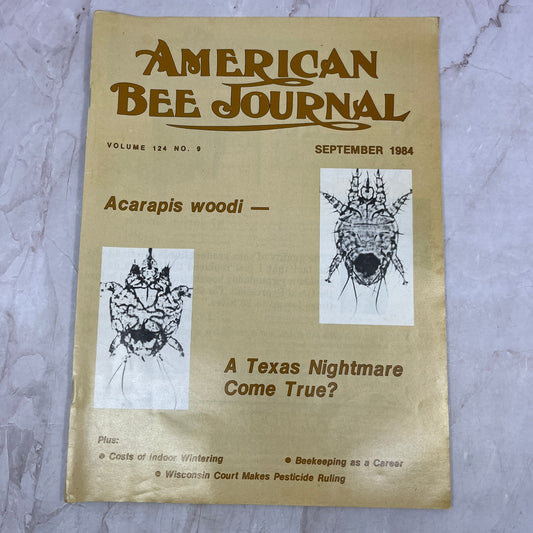 AMERICAN
BEE JOURNAL
VOLUME 124 NO. 9
SEPTEMBER 1984
Acarapis woodi —
A Texas Nightmare
Come True?
Plus:
• Costs of Indoor Wintering
• Beekeeping as a Career
• Wisconsin Court Makes Pesticide Ruling